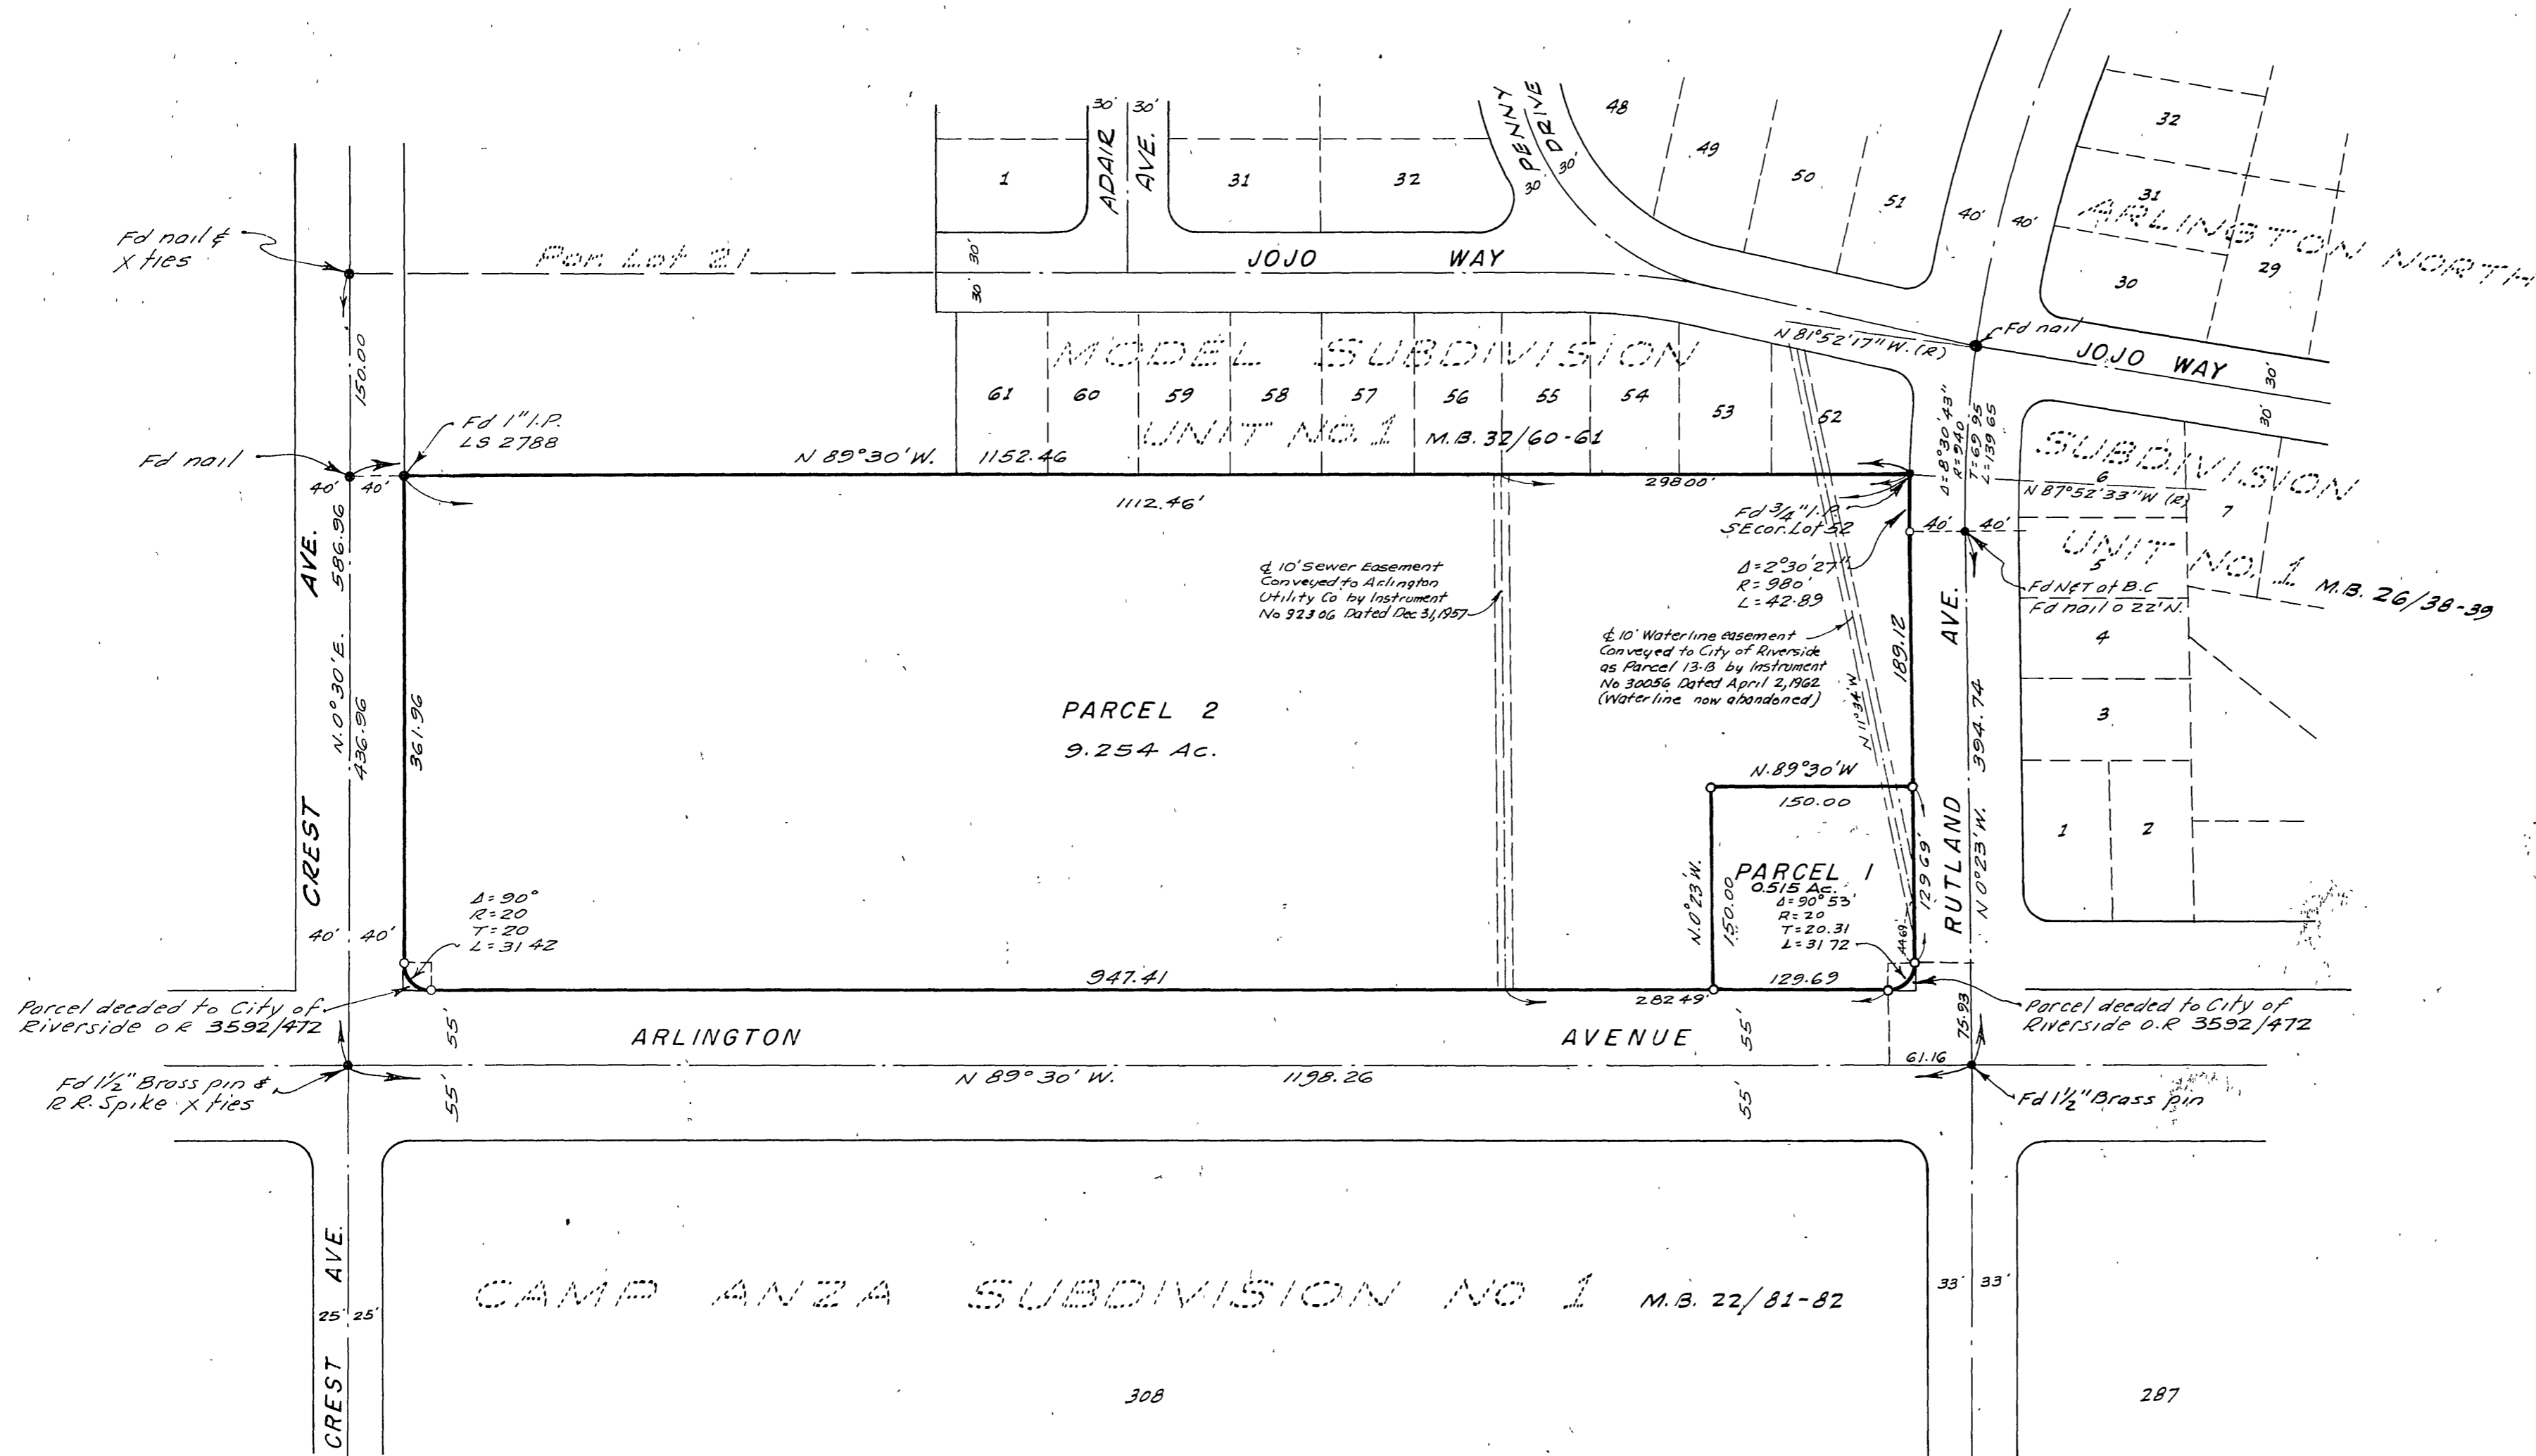 30' 30'
ADAIR
AVE.
PENNY
DRIVE
30' 30'
48
49
50
51
1
31
32
40' 40'
32
31
30
29
ARLINGTON NORTH
Fd nail &
X ties
Por. Lot 21
30'
30'
JOJO WAY
Fd nail
JOJO WAY
30'
30'
N 81°52'17" W. (R)
150.00
MODEL SUBDIVISION
61 60 59 58 57 56 55 54 53 52
UNIT NO. 1 M.B. 32/60-61
Fd 1" I.P.
LS 2788
Fd nail
40' 40'
N 89°30' W. 1152.46
1112.46'
298.00'
Δ=8°30'43"
R=940'
T=69.95
L=139.65
SUBDIVISION
6
N 87°52'33" W (R)
7
UNIT NO. 1 M.B. 26/38-39
5
4
3
1 2
Fd 3/4" I.P.
SE cor. Lot 52
40' 40'
Fd N&T at B.C
Fd nail 0 22' N.
Δ=2°30'27"
R=980'
L=42.89
₵ 10' Sewer Easement
Conveyed to Arlington
Utility Co by Instrument
No 92306 Dated Dec 31, 1957
₵ 10' Waterline easement
Conveyed to City of Riverside
as Parcel 13-B by Instrument
No 30056 Dated April 2, 1962
(Waterline now abandoned)
N 11°34' W.
189.12
CREST AVE.
N. 0°30' E. 586.96
436.96
361.96
PARCEL 2
9.254 Ac.
N. 89°30' W
150.00
N. 0°23' W.
150.00
PARCEL 1
0.515 Ac.
Δ=90°53'
R=20
T=20.31
L=31 72
44.69'
129 69'
RUTLAND AVE.
N 0°23' W. 394.74
Δ=90°
R=20
T=20
L=31 42
40' 40'
947.41
282 49'
129.69
Parcel deeded to City of
Riverside O R 3592/472
Parcel deeded to City of
Riverside O.R 3592/472
75.93
61.16
55'
55'
ARLINGTON AVENUE
55'
55'
N 89°30' W. 1198.26
Fd 1½" Brass pin &
R R. Spike X ties
Fd 1½" Brass pin
CREST AVE.
25' 25'
CREST
CAMP ANZA SUBDIVISION NO 1 M.B. 22/81-82
33' 33'
308
287